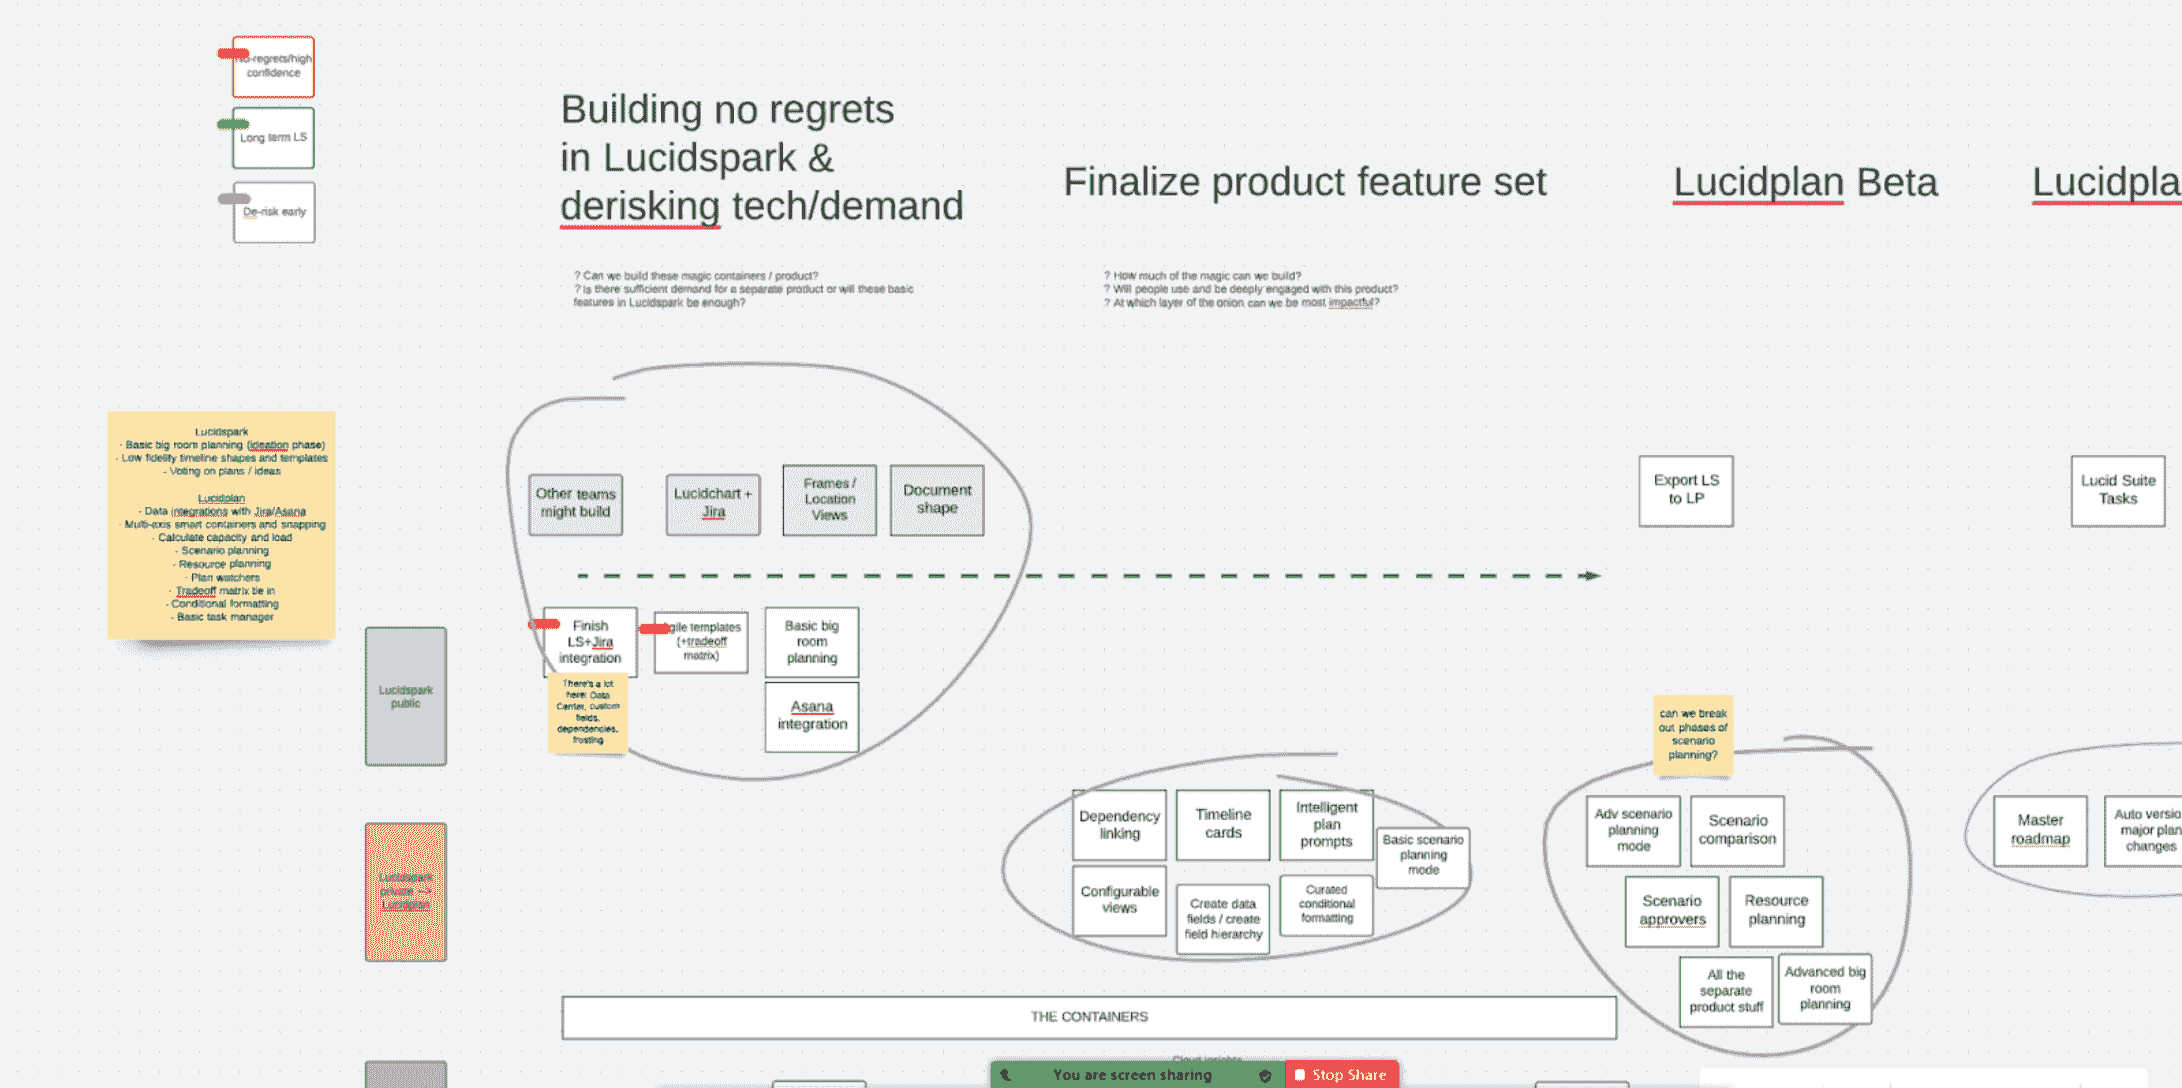 No-regrets/high
confidence
Long term LS
De-risk early
Building no regrets
in Lucidspark &
derisking tech/demand
Finalize product feature set
Lucidplan Beta
Lucidpla
? Can we build these magic containers / product?
? Is there sufficient demand for a separate product or will these basic
features in Lucidspark be enough?
? How much of the magic can we build?
? Will people use and be deeply engaged with this product?
? At which layer of the onion can we be most impactful?
Lucidspark
- Basic big room planning (ideation phase)
- Low fidelity timeline shapes and templates
- Voting on plans / ideas
Lucidplan
- Data integrations with Jira/Asana
- Multi-axis smart containers and snapping
- Calculate capacity and load
- Scenario planning
- Resource planning
- Plan watchers
- Tradeoff matrix tie in
- Conditional formatting
- Basic task manager
Other teams
might build
Lucidchart +
Jira
Frames /
Location
Views
Document
shape
Export LS
to LP
Lucid Suite
Tasks
Finish
LS+Jira
integration
gile templates
(+tradeoff
matrix)
Basic big
room
planning
There's a lot
here: Data
Center, custom
fields,
dependencies,
frosting
Asana
integration
Lucidspark
public
Lucidspark
private -->
Lucidplan
can we break
out phases of
scenario
planning?
Dependency
linking
Timeline
cards
Intelligent
plan
prompts
Basic scenario
planning
mode
Configurable
views
Create data
fields / create
field hierarchy
Curated
conditional
formatting
Adv scenario
planning
mode
Scenario
comparison
Scenario
approvers
Resource
planning
All the
separate
product stuff
Advanced big
room
planning
Master
roadmap
Auto versio
major plan
changes
THE CONTAINERS
Cloud insights
You are screen sharing
Stop Share